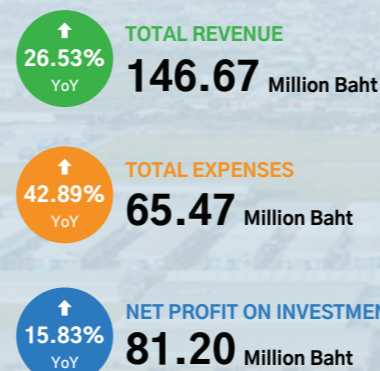 26.53%
YoY
TOTAL REVENUE
146.67 Million Baht
42.89%
YoY
TOTAL EXPENSES
65.47 Million Baht
15.83%
YoY
NET PROFIT ON
81.20 Million Baht